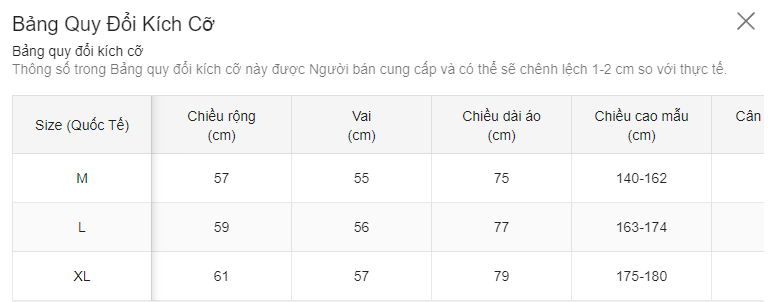 Bảng Quy Đổi Kích Cỡ
Bảng quy đổi kích cỡ
Thông số trong Bảng quy đổi kích cỡ này được Người bán cung cấp và có thể sẽ chênh lệch 1-2 cm so với thực tế.
Size (Quốc Tế) Chiều rộng (cm) Vai (cm) Chiều dài áo (cm) Chiều cao mẫu (cm) Cân
M 57 55 75 140-162
L 59 56 77 163-174
XL 61 57 79 175-180